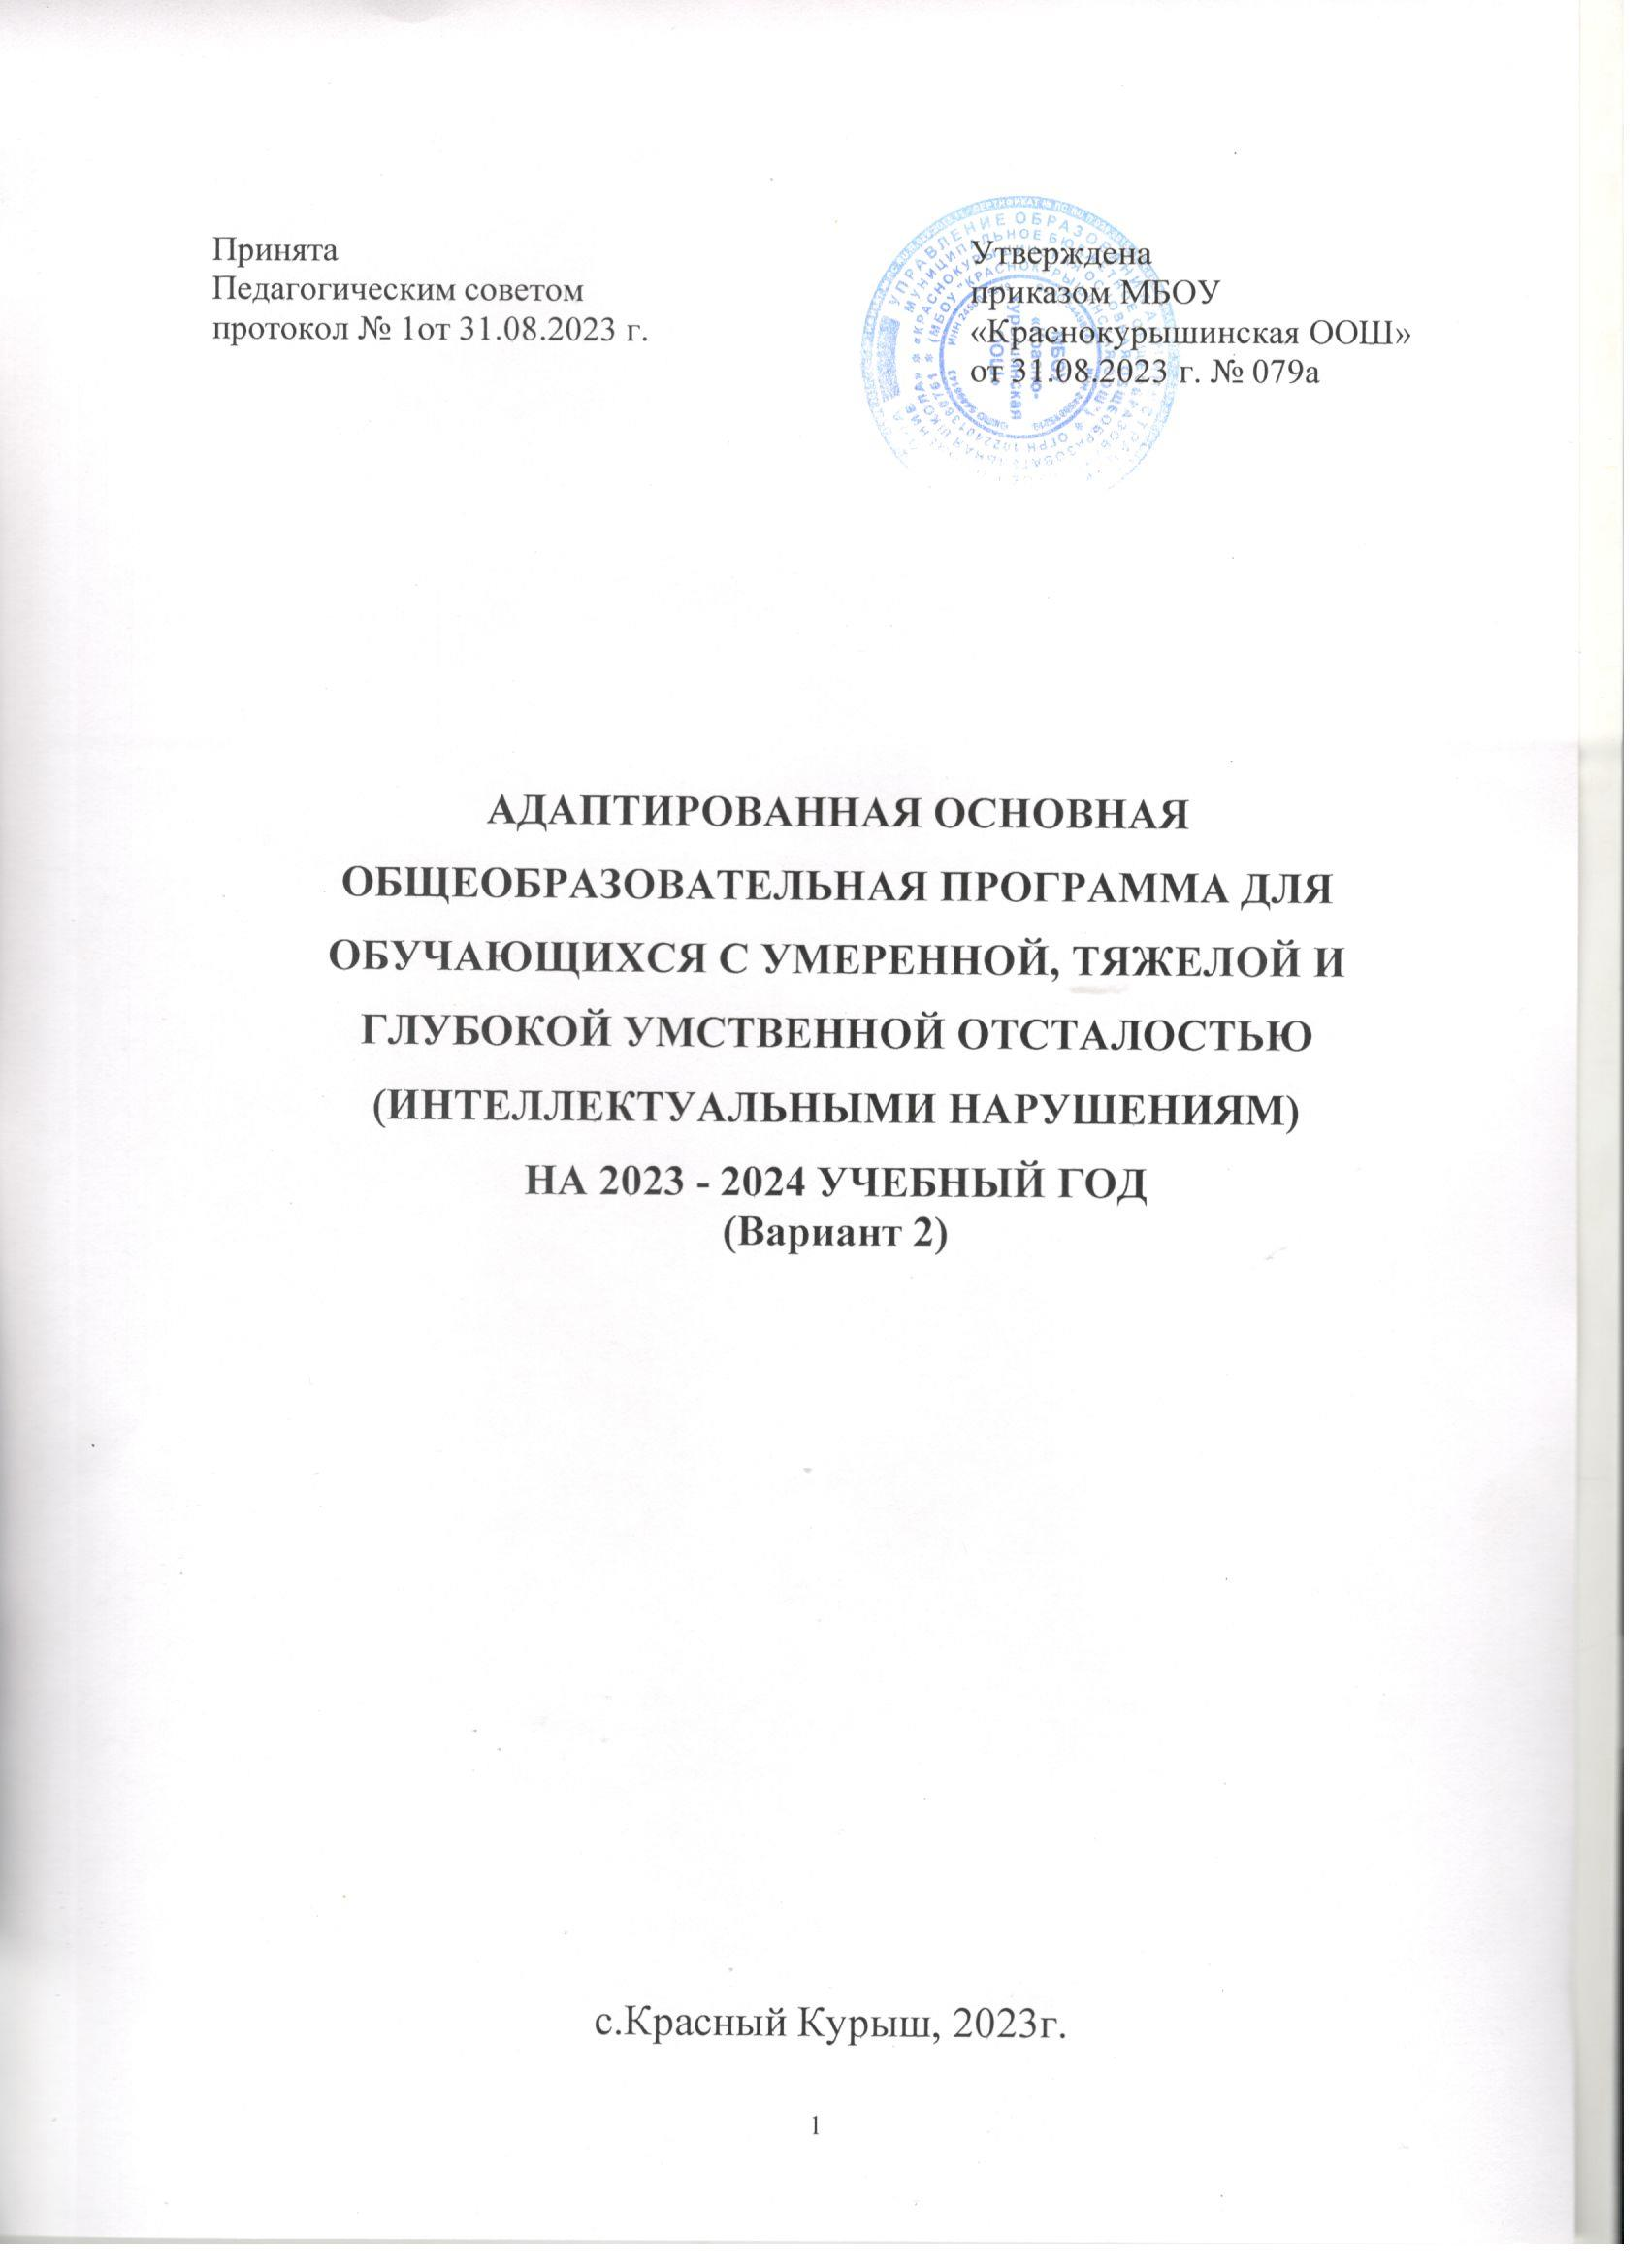 Принята
Педагогическим советом
протокол № 1от 31.08.2023 г.
Утверждена
приказом МБОУ
«Краснокурышинская ООШ»
от 31.08.2023 г. № 079а
АДАПТИРОВАННАЯ ОСНОВНАЯ
ОБЩЕОБРАЗОВАТЕЛЬНАЯ ПРОГРАММА ДЛЯ
ОБУЧАЮЩИХСЯ С УМЕРЕННОЙ, ТЯЖЕЛОЙ И
ГЛУБОКОЙ УМСТВЕННОЙ ОТСТАЛОСТЬЮ
(ИНТЕЛЛЕКТУАЛЬНЫМИ НАРУШЕНИЯМ)
НА 2023 - 2024 УЧЕБНЫЙ ГОД
(Вариант 2)
с.Красный Курыш, 2023г.
1